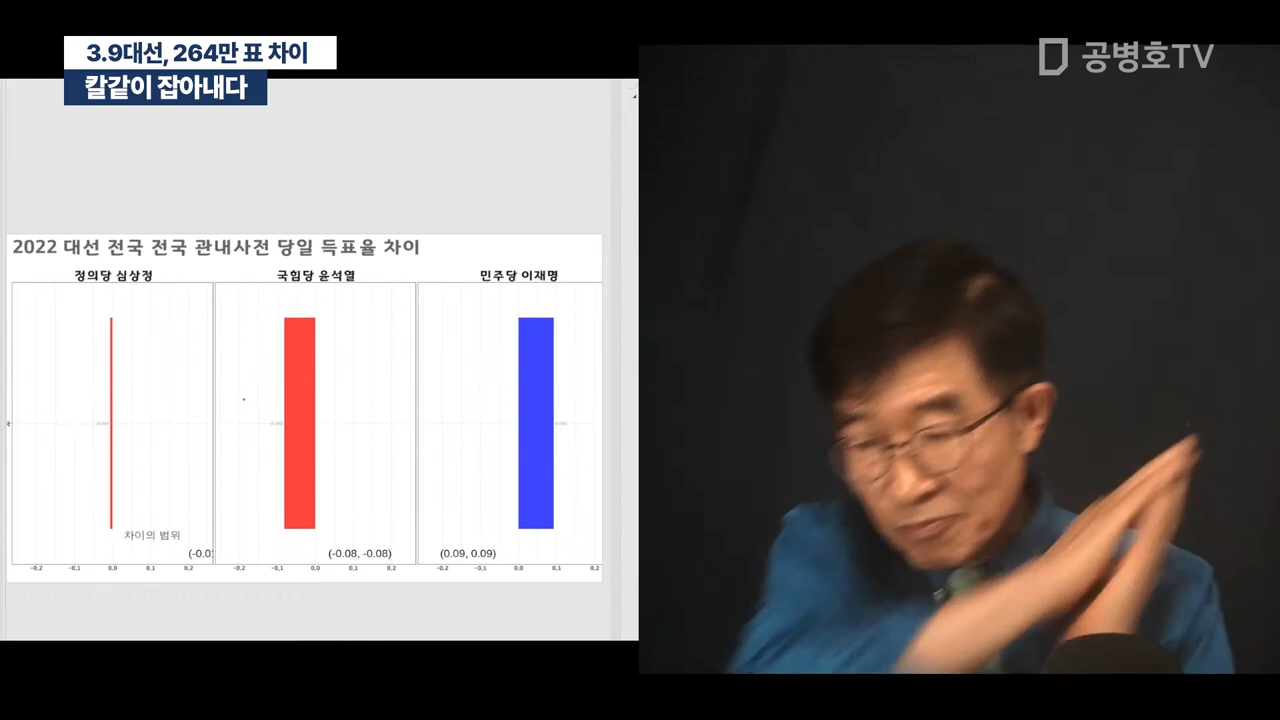 3.9대선, 264만 표 차이
칼같이 잡아내다
공병호TV
2022 대선 전국 전국 관내사전 당일 득표율 차이
정의당 심상정
국힘당 윤석열
민주당 이재명
차이의 범위
(-0.0
(-0.08, -0.08)
(0.09, 0.09)
-0,2 -0,1 0,0 0,1 0,2
-0,2 -0,1 0,0 0,1 0,2
-0,2 -0,1 0,0 0,1 0,2